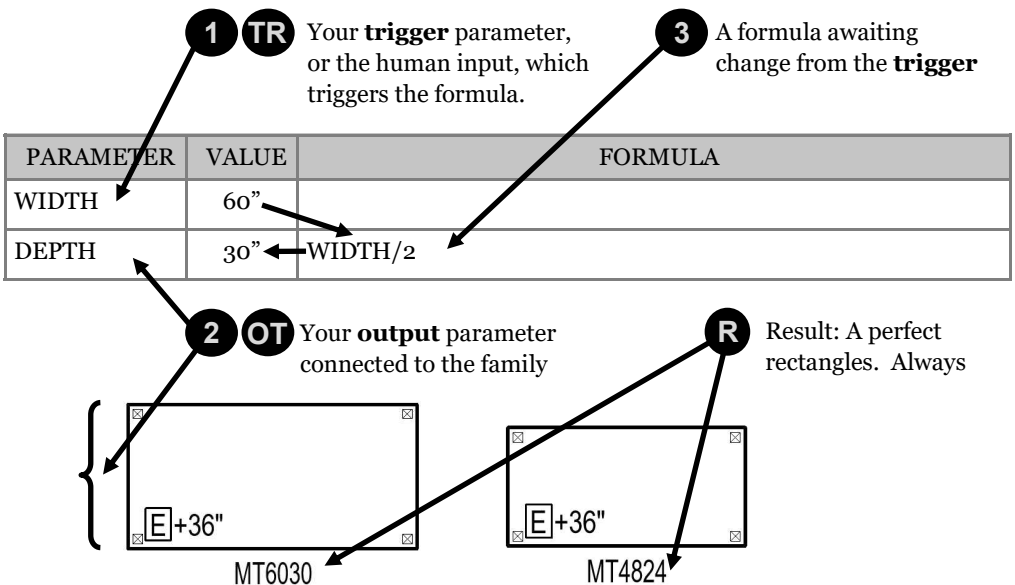 1 TR Your trigger parameter,
or the human input, which
triggers the formula.
3 A formula awaiting
change from the trigger
PARAMETER VALUE FORMULA
WIDTH 60”
DEPTH 30” WIDTH/2
2 OT Your output parameter
connected to the family
R Result: A perfect
rectangles. Always
E +36"
MT6030
E +36"
MT4824